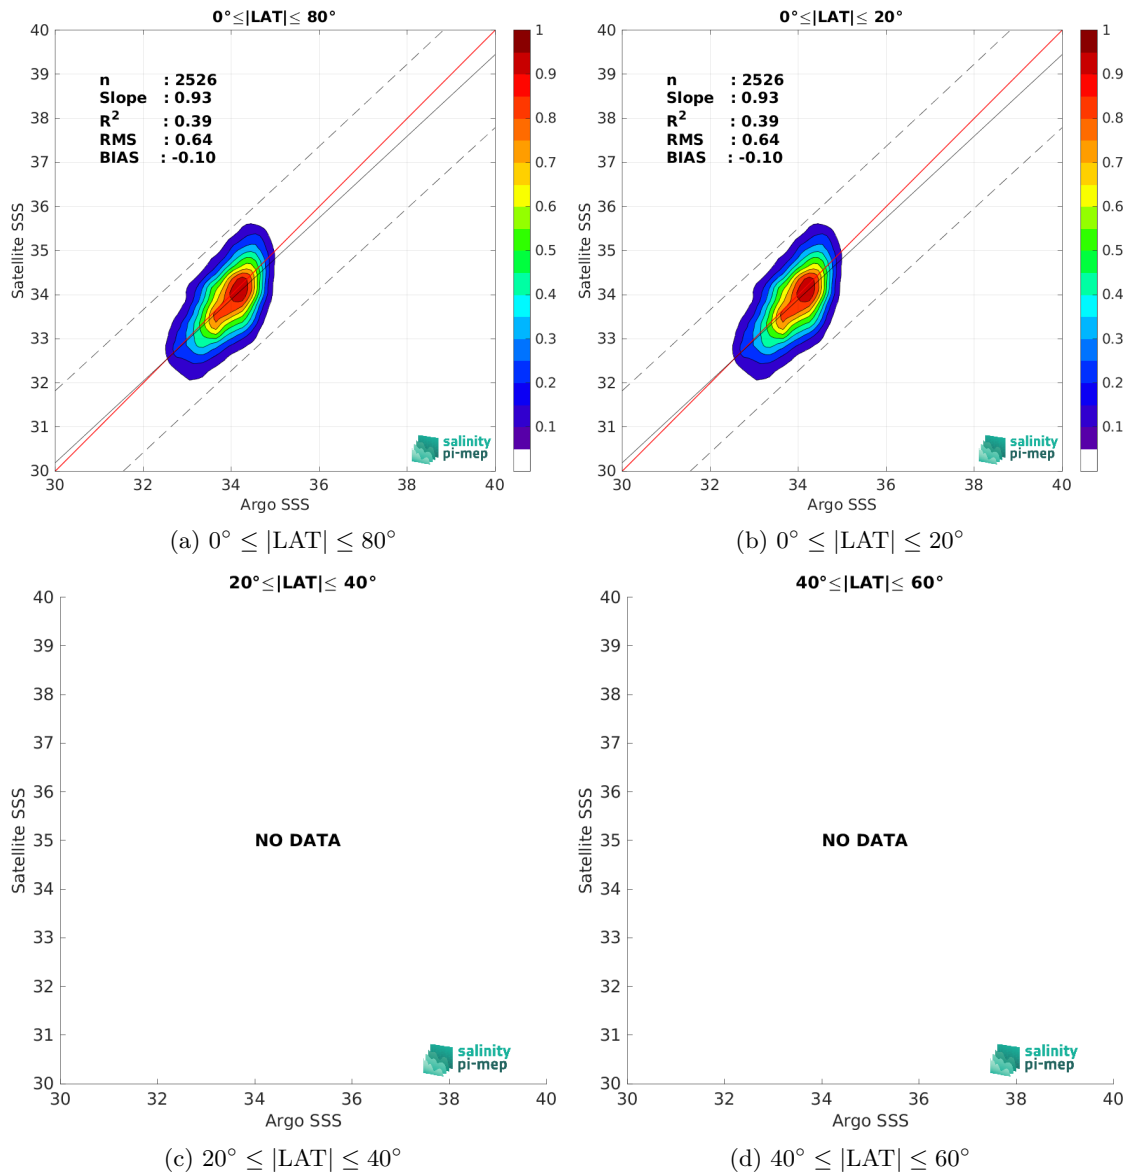 0°≤|LAT|≤ 80°
40
39
38
37
36
35
34
33
32
31
30
Satellite SSS
n : 2526
Slope : 0.93
R2 : 0.39
RMS : 0.64
BIAS : -0.10
salinity
pi-mep
30 32 34 36 38 40
Argo SSS
1
0.9
0.8
0.7
0.6
0.5
0.4
0.3
0.2
0.1
(a) 0° ≤ |LAT| ≤ 80°
0°≤|LAT|≤ 20°
40
39
38
37
36
35
34
33
32
31
30
Satellite SSS
n : 2526
Slope : 0.93
R2 : 0.39
RMS : 0.64
BIAS : -0.10
salinity
pi-mep
30 32 34 36 38 40
Argo SSS
1
0.9
0.8
0.7
0.6
0.5
0.4
0.3
0.2
0.1
(b) 0° ≤ |LAT| ≤ 20°
20°≤|LAT|≤ 40°
40
39
38
37
36
35
34
33
32
31
30
Satellite SSS
NO DATA
salinity
pi-mep
30 32 34 36 38 40
Argo SSS
(c) 20° ≤ |LAT| ≤ 40°
40°≤|LAT|≤ 60°
40
39
38
37
36
35
34
33
32
31
30
Satellite SSS
NO DATA
salinity
pi-mep
30 32 34 36 38 40
Argo SSS
(d) 40° ≤ |LAT| ≤ 60°